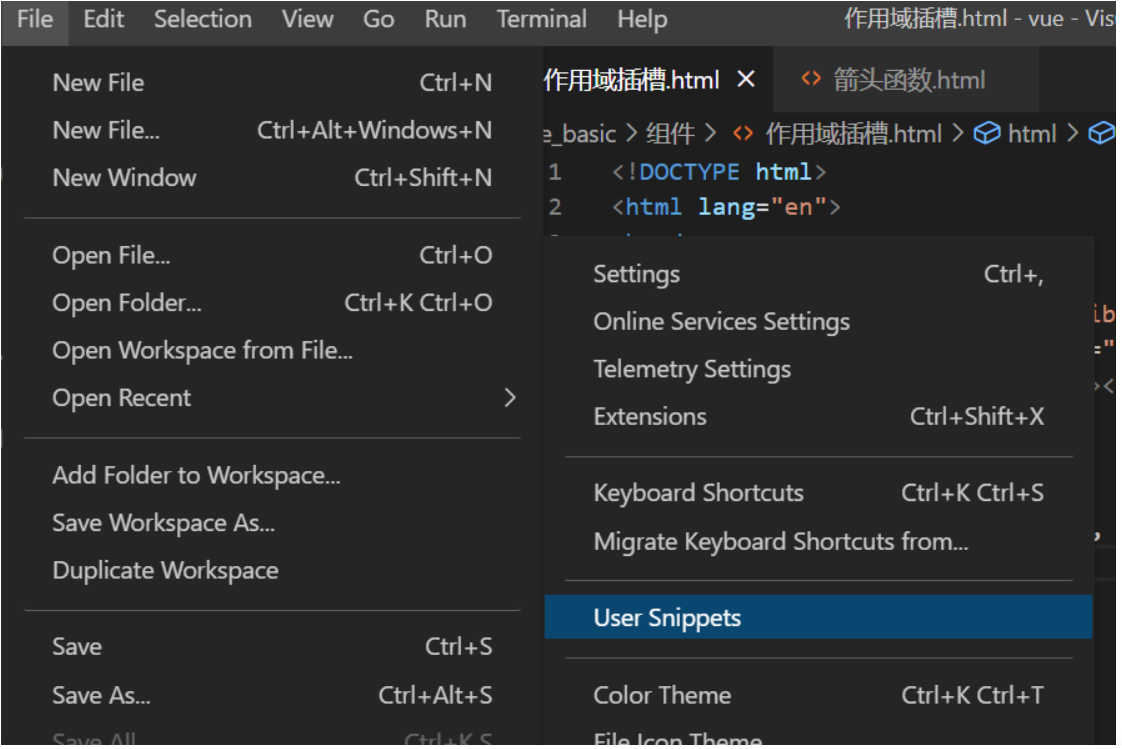 File Edit Selection View Go Run Terminal Help 作用域插槽.html - vue - Vis
New File Ctrl+N
New File... Ctrl+Alt+Windows+N
New Window Ctrl+Shift+N
Open File... Ctrl+O
Open Folder... Ctrl+K Ctrl+O
Open Workspace from File...
Open Recent
Add Folder to Workspace...
Save Workspace As...
Duplicate Workspace
Save Ctrl+S
Save As... Ctrl+Alt+S
Save All Ctrl+K S
作用域插槽.html × <> 箭头函数.html
e_basic > 组件 > <> 作用域插槽.html > html >
1 <!DOCTYPE html>
2 <html lang="en">
Settings Ctrl+,
Online Services Settings
Telemetry Settings
Extensions Ctrl+Shift+X
Keyboard Shortcuts Ctrl+K Ctrl+S
Migrate Keyboard Shortcuts from...
User Snippets
Color Theme Ctrl+K Ctrl+T
File Icon Theme